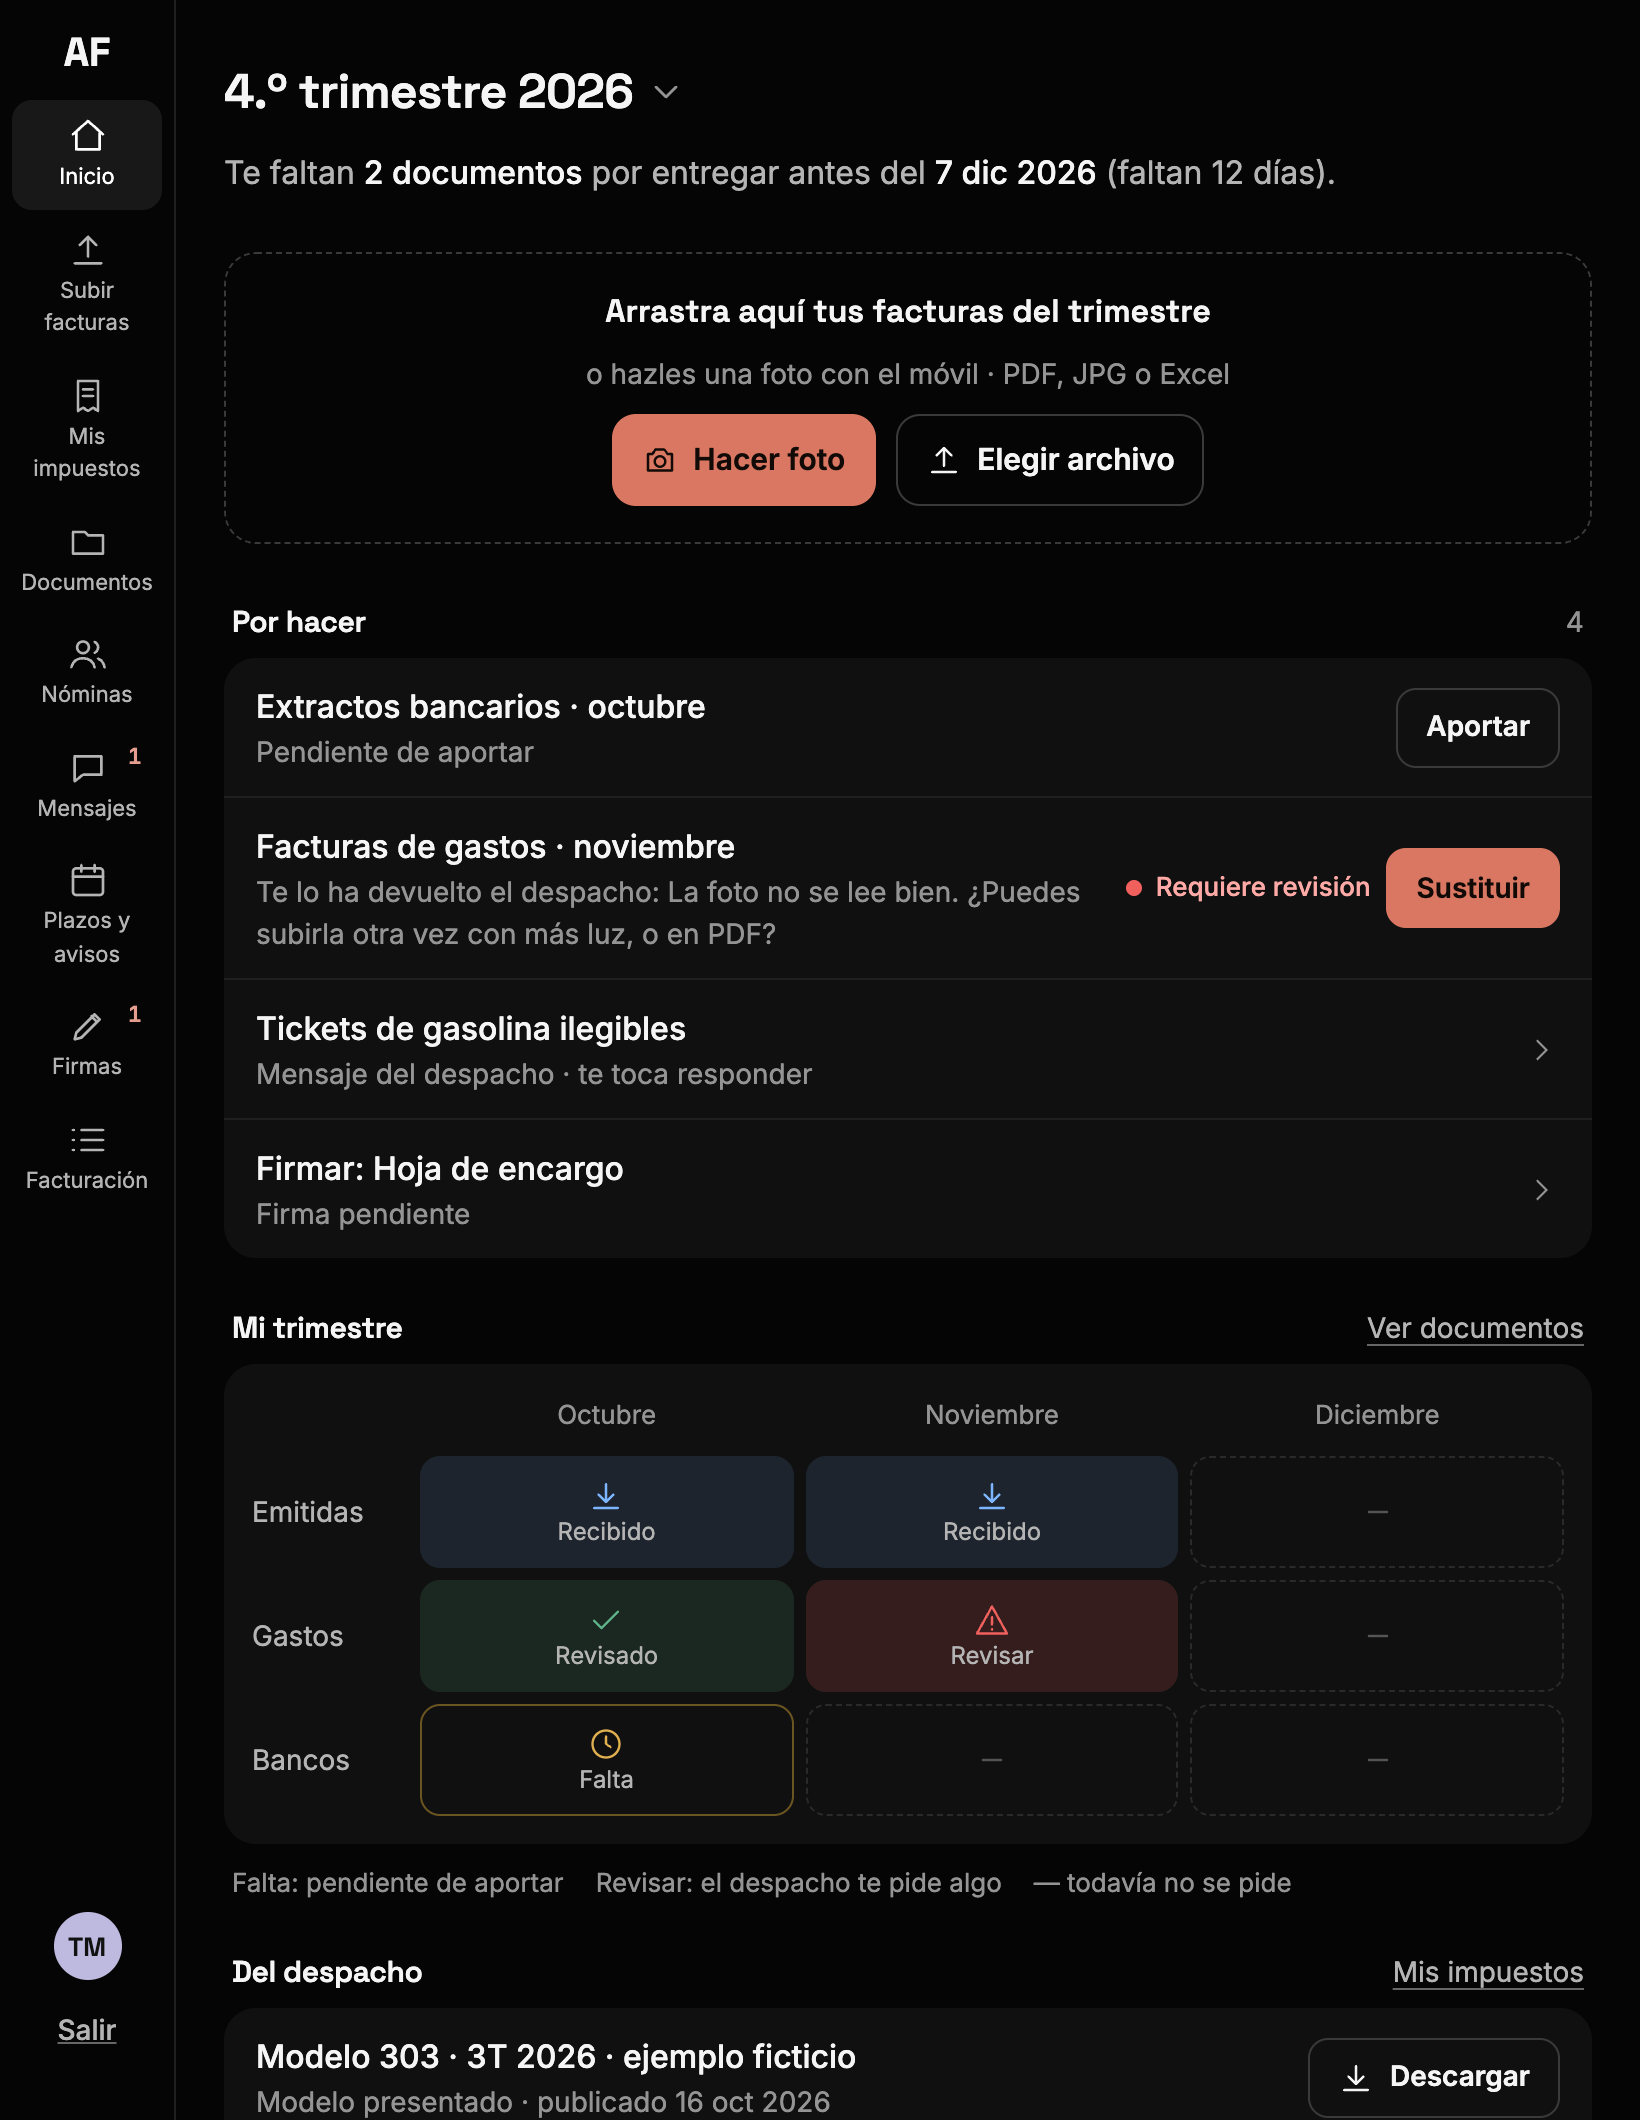 AF
Inicio
Subir
facturas
Mis
impuestos
Documentos
Nóminas
1
Mensajes
Plazos y
avisos
1
Firmas
Facturación
TM
Salir
4.º trimestre 2026
Te faltan 2 documentos por entregar antes del 7 dic 2026 (faltan 12 días).
Arrastra aquí tus facturas del trimestre
o hazles una foto con el móvil · PDF, JPG o Excel
Hacer foto
Elegir archivo
Por hacer
4
Extractos bancarios · octubre
Pendiente de aportar
Aportar
Facturas de gastos · noviembre
Te lo ha devuelto el despacho: La foto no se lee bien. ¿Puedes
subirla otra vez con más luz, o en PDF?
Requiere revisión
Sustituir
Tickets de gasolina ilegibles
Mensaje del despacho · te toca responder
Firmar: Hoja de encargo
Firma pendiente
Mi trimestre
Ver documentos
Octubre
Noviembre
Diciembre
Emitidas
Recibido
Recibido
—
Gastos
Revisado
Revisar
—
Bancos
Falta
—
—
Falta: pendiente de aportar
Revisar: el despacho te pide algo
— todavía no se pide
Del despacho
Mis impuestos
Modelo 303 · 3T 2026 · ejemplo ficticio
Modelo presentado · publicado 16 oct 2026
Descargar